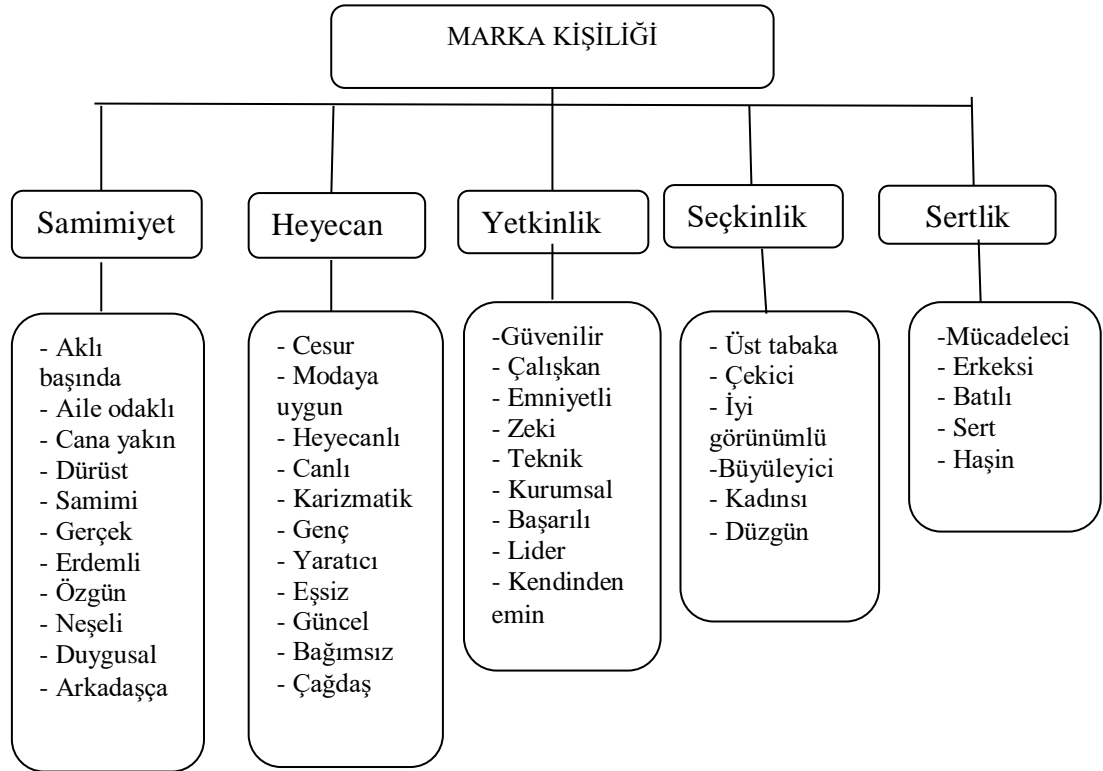 MARKA KİŞİLİĞİ
Samimiyet
Heyecan
Yetkinlik
Seçkinlik
Sertlik
- Aklı
başında
- Aile odaklı
- Cana yakın
- Dürüst
- Samimi
- Gerçek
- Erdemli
- Özgün
- Neşeli
- Duygusal
- Arkadaşça
- Cesur
- Modaya
uygun
- Heyecanlı
- Canlı
- Karizmatik
- Genç
- Yaratıcı
- Eşsiz
- Güncel
- Bağımsız
- Çağdaş
-Güvenilir
- Çalışkan
- Emniyetli
- Zeki
- Teknik
- Kurumsal
- Başarılı
- Lider
- Kendinden
emin
- Üst tabaka
- Çekici
- İyi
görünümlü
-Büyüleyici
- Kadınsı
- Düzgün
-Mücadeleci
- Erkeksi
- Batılı
- Sert
- Haşin